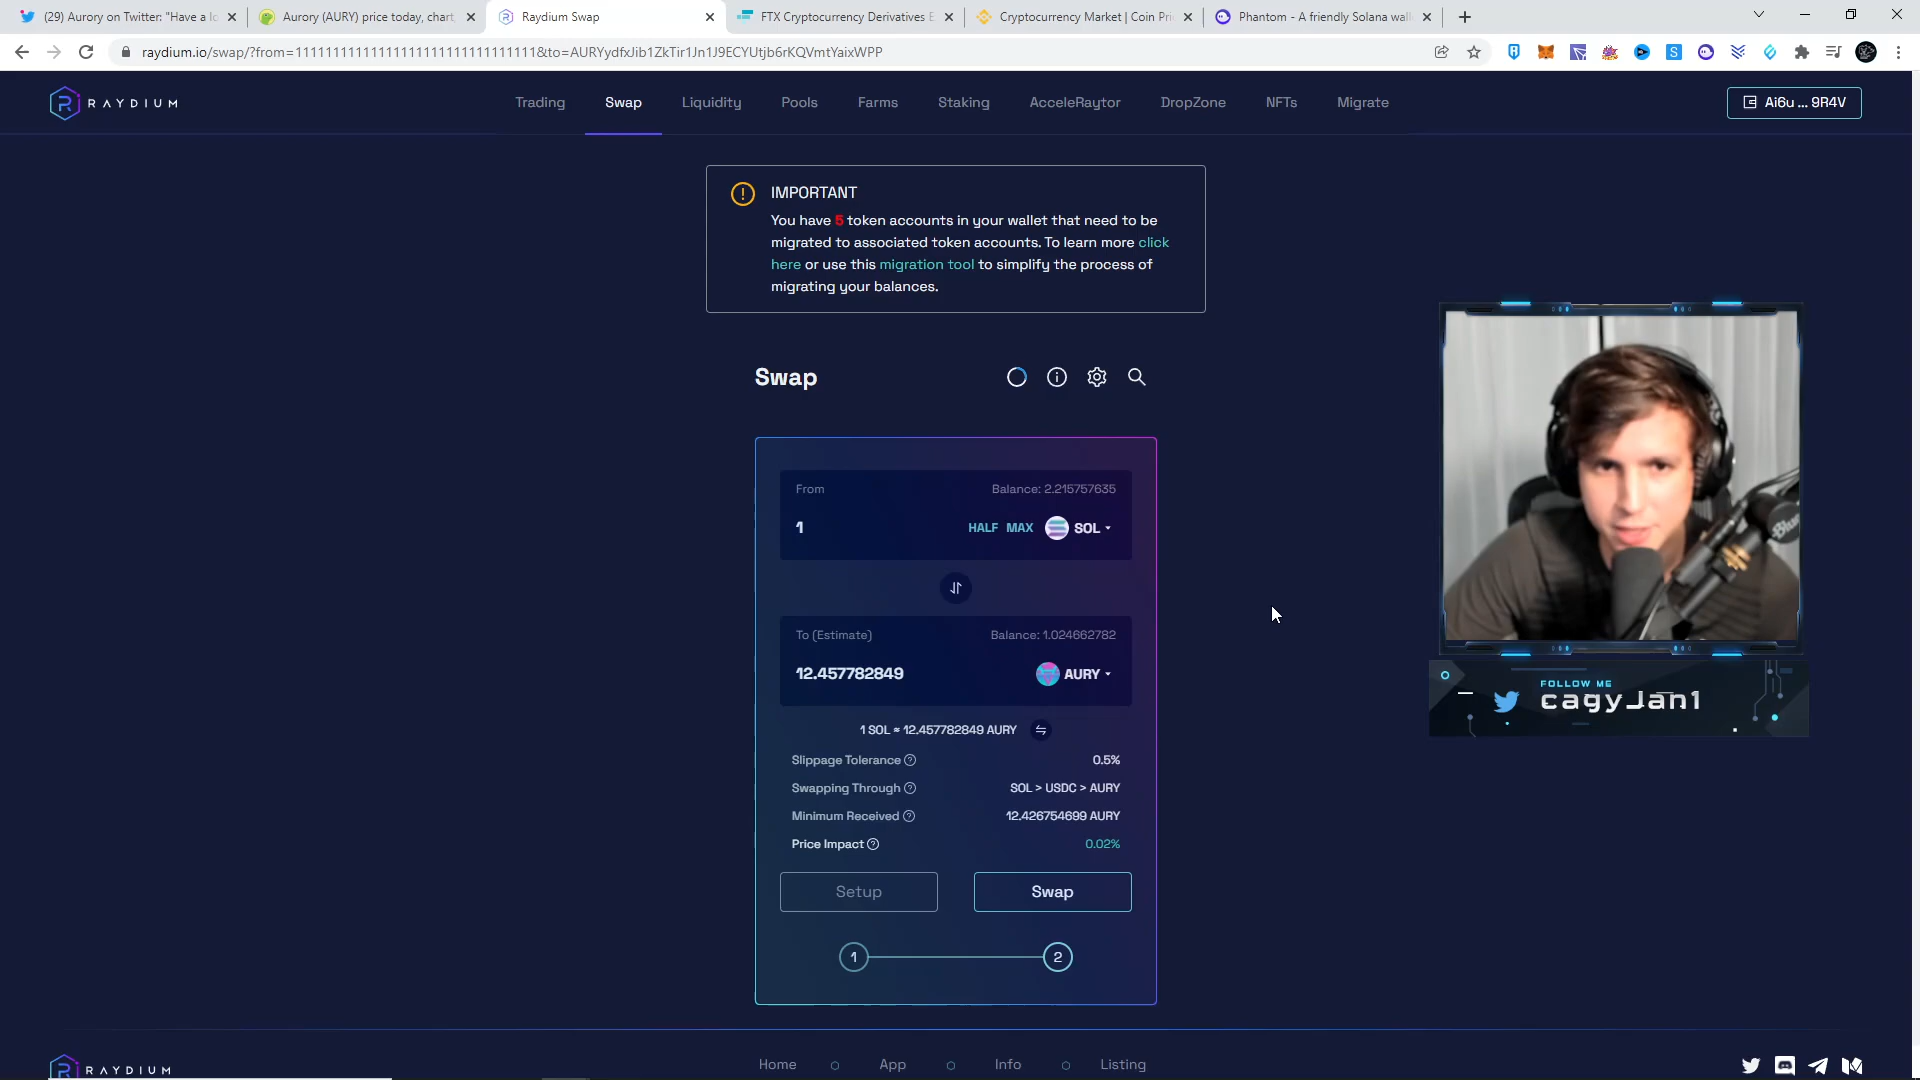 (29) Aurory on Twitter: "Have a lo
Aurory (AURY) price today, chart,
Raydium Swap
FTX Cryptocurrency Derivatives E
Cryptocurrency Market | Coin Pri
Phantom - A friendly Solana wall
raydium.io/swap/?from=11111111111111111111111111111111&to=AURYydfxJib1ZkTir1Jn1J9ECYUtjb6rKQVmtYaixWPP
RAYDIUM
Trading
Swap
Liquidity
Pools
Farms
Staking
AcceleRaytor
DropZone
NFTs
Migrate
Ai6u ... 9R4V
IMPORTANT
You have 5 token accounts in your wallet that need to be
migrated to associated token accounts. To learn more click
here or use this migration tool to simplify the process of
migrating your balances.
Swap
From
Balance: 2.215757635
1
HALF MAX SOL
To (Estimate)
Balance: 1.024662782
12.457782849
AURY
1 SOL ≈ 12.457782849 AURY
Slippage Tolerance
0.5%
Swapping Through
SOL > USDC > AURY
Minimum Received
12.426754699 AURY
Price Impact
0.02%
Setup
Swap
1
2
FOLLOW ME
cagyJan1
RAYDIUM
Home
App
Info
Listing